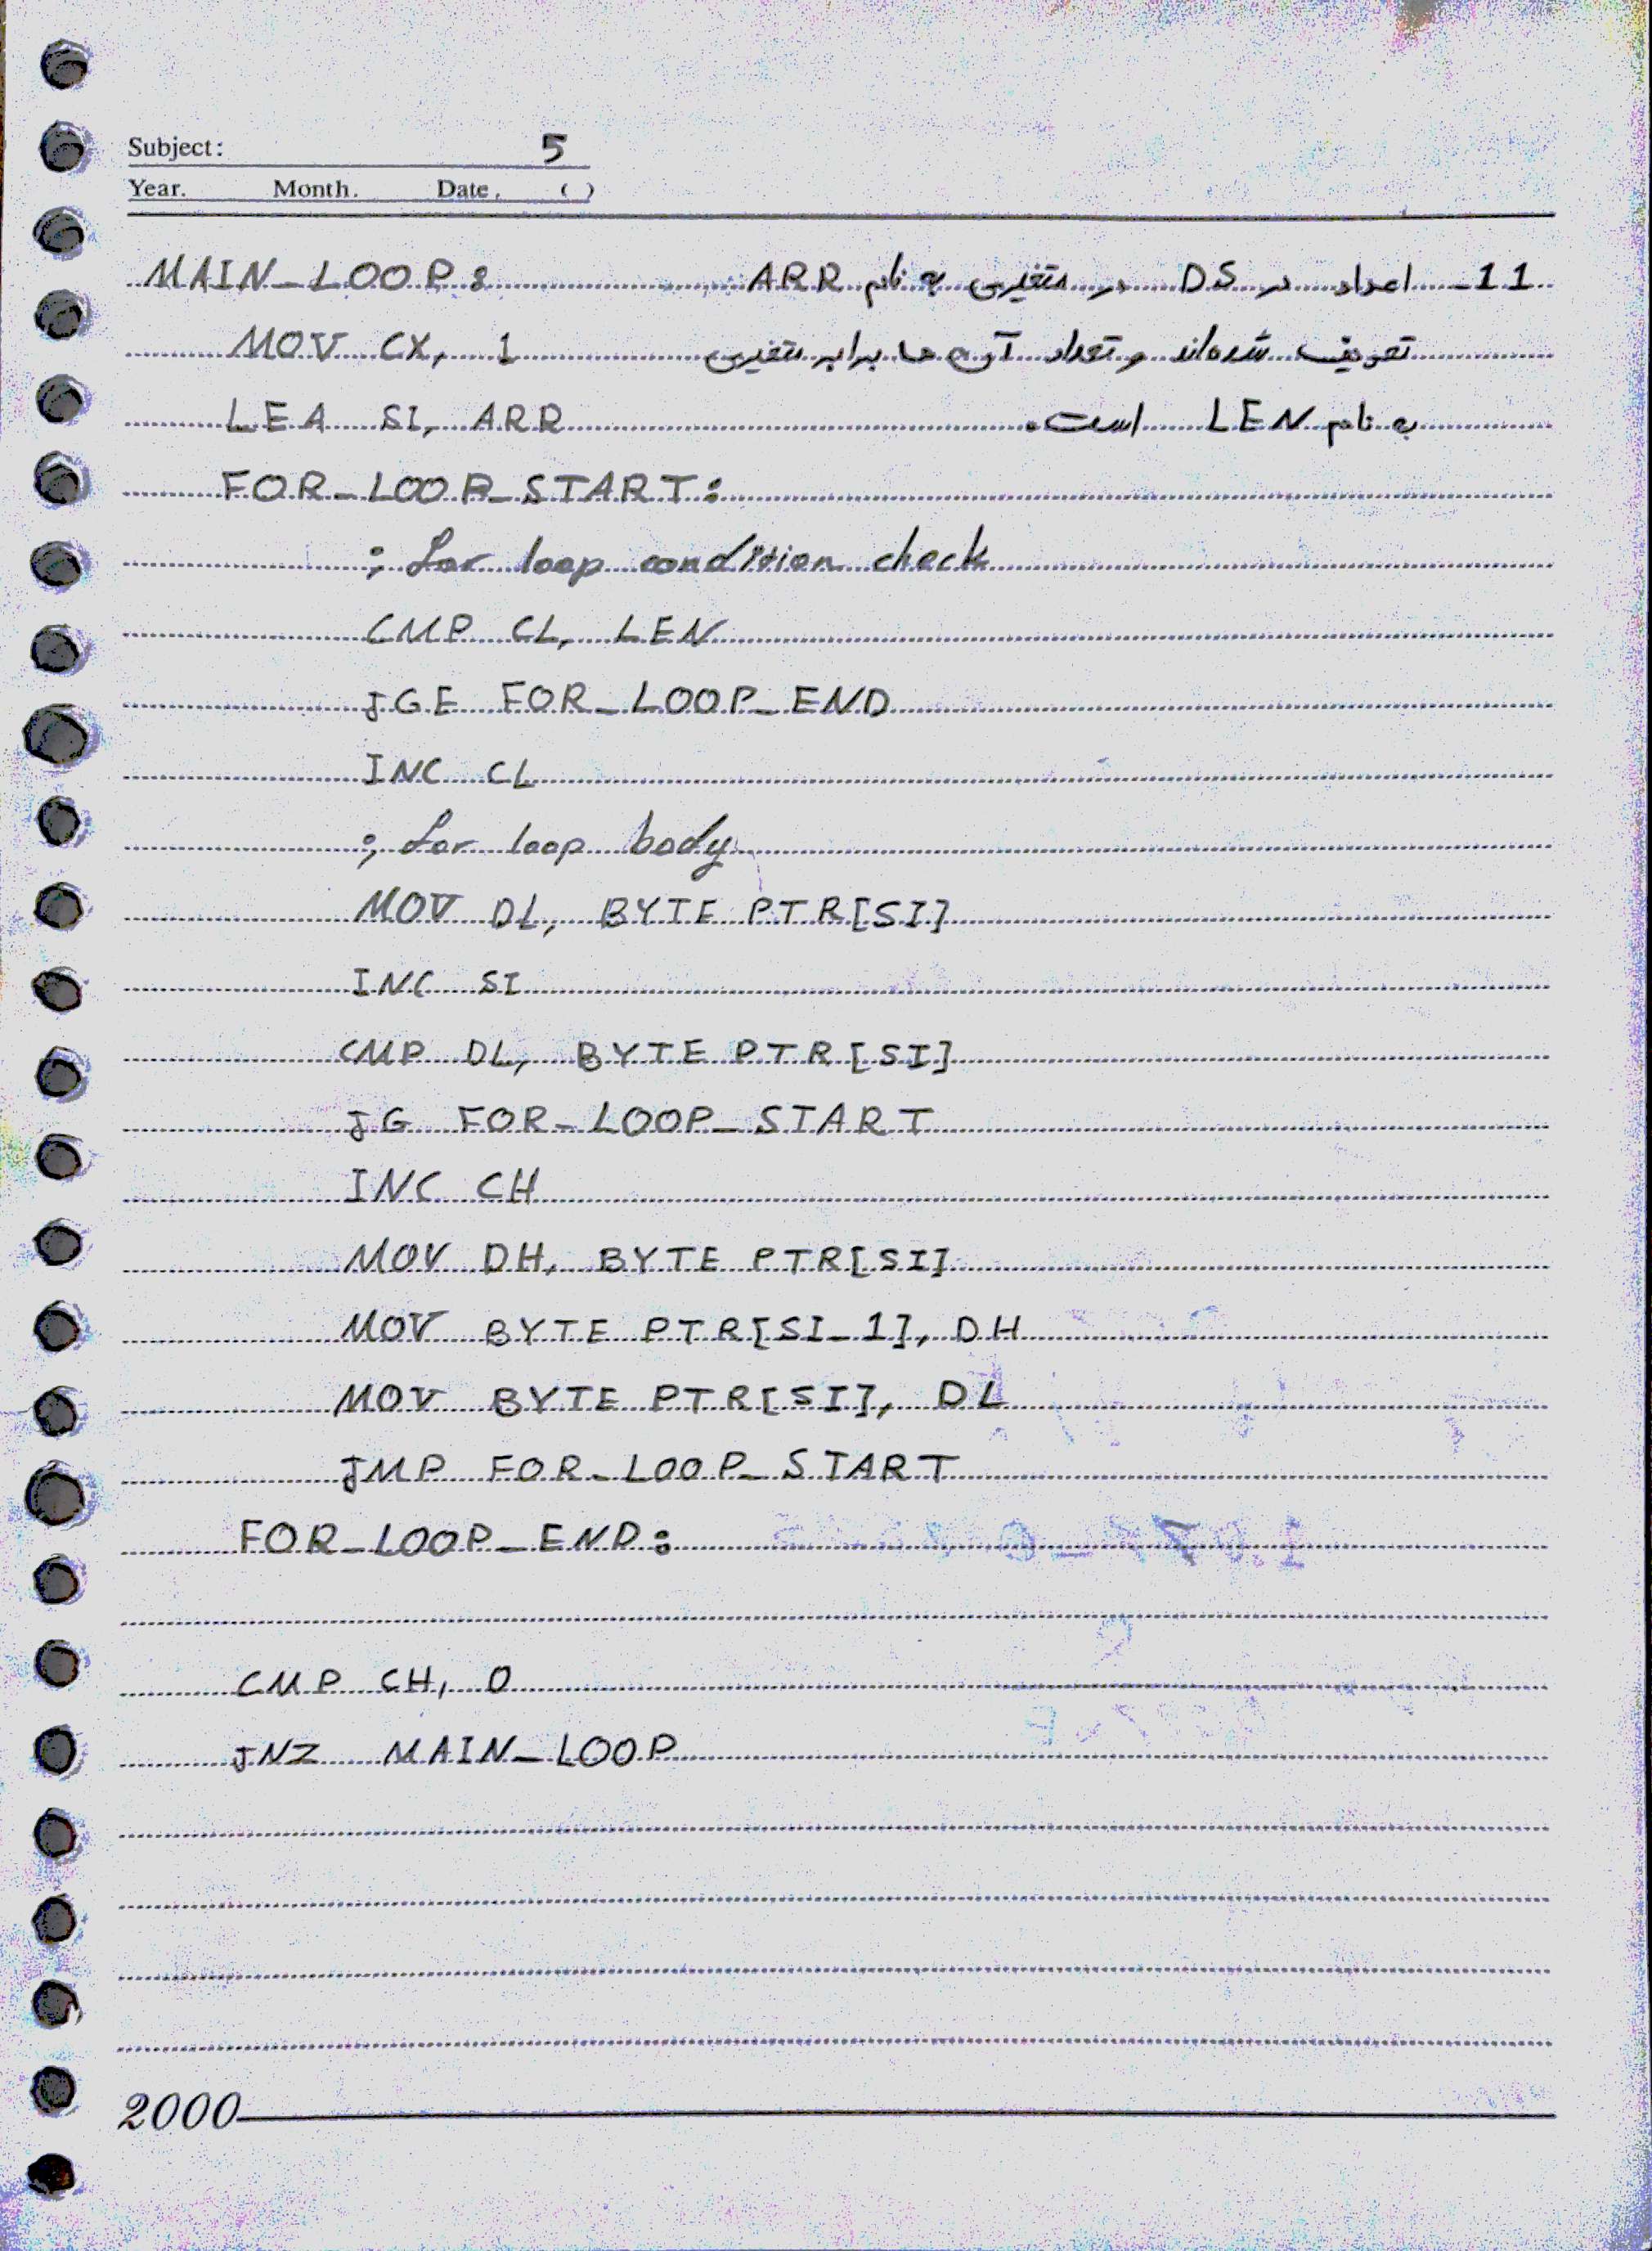 Subject: 5
Year. Month. Date. ( )
MAIN_LOOP: 11_ اعداد در DS در متغیری به نام ARR
MOV CX, 1 تعریف شده‌اند و تعداد آن ها برابر متغیری
LEA SI, ARR به نام LEN است.
FOR_LOOP_START:
; for loop condition check
CMP CL, LEN
JGE FOR_LOOP_END
INC CL
; for loop body
MOV DL, BYTE PTR[SI]
INC SI
CMP DL, BYTE PTR[SI]
JG FOR_LOOP_START
INC CH
MOV DH, BYTE PTR[SI]
MOV BYTE PTR[SI_1], DH
MOV BYTE PTR[SI], DL
JMP FOR_LOOP_START
FOR_LOOP_END:
CMP CH, 0
JNZ MAIN_LOOP
2000